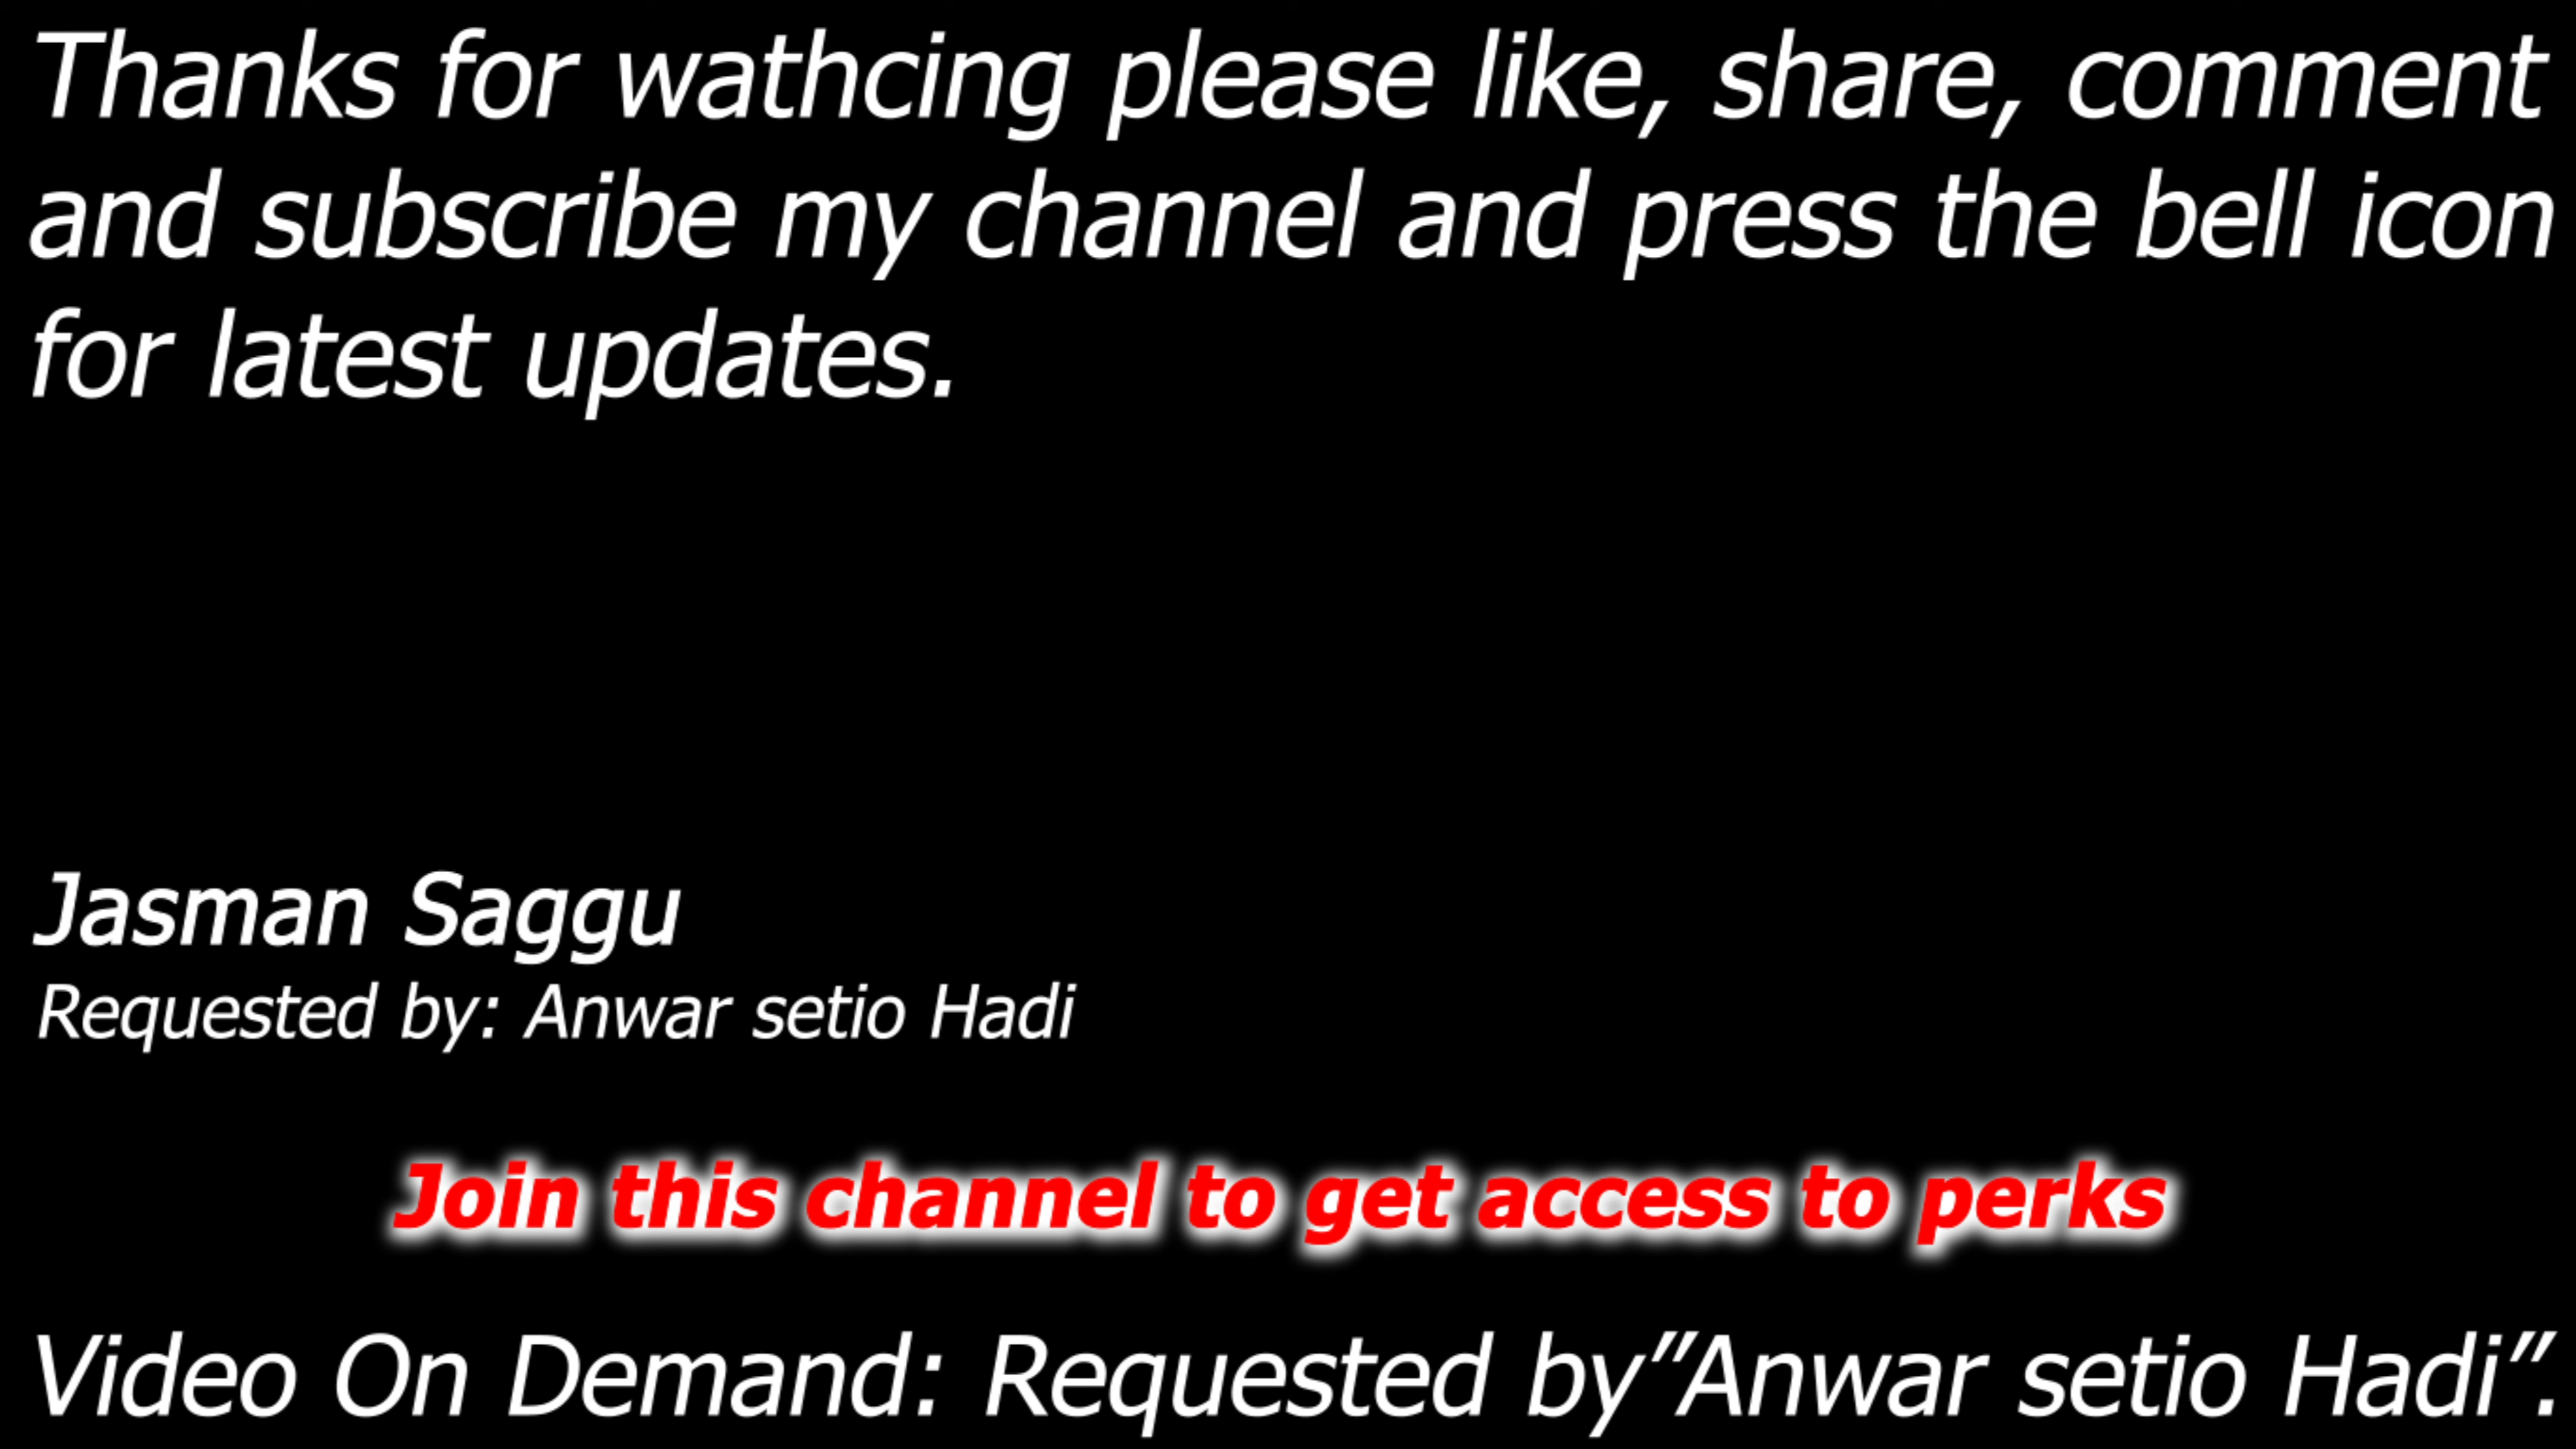 Thanks for wathcing please like, share, comment
and subscribe my channel and press the bell icon
for latest updates.
Jasman Saggu
Requested by: Anwar setio Hadi
Join this channel to get access to perks
Video On Demand: Requested by”Anwar setio Hadi”.